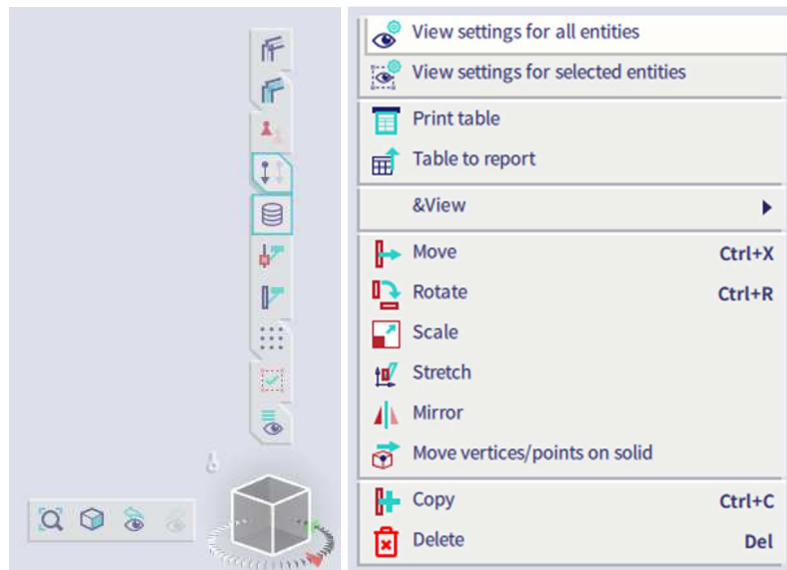 View settings for all entities
View settings for selected entities
Print table
Table to report
&View
Move Ctrl+X
Rotate Ctrl+R
Scale
Stretch
Mirror
Move vertices/points on solid
Copy Ctrl+C
Delete Del